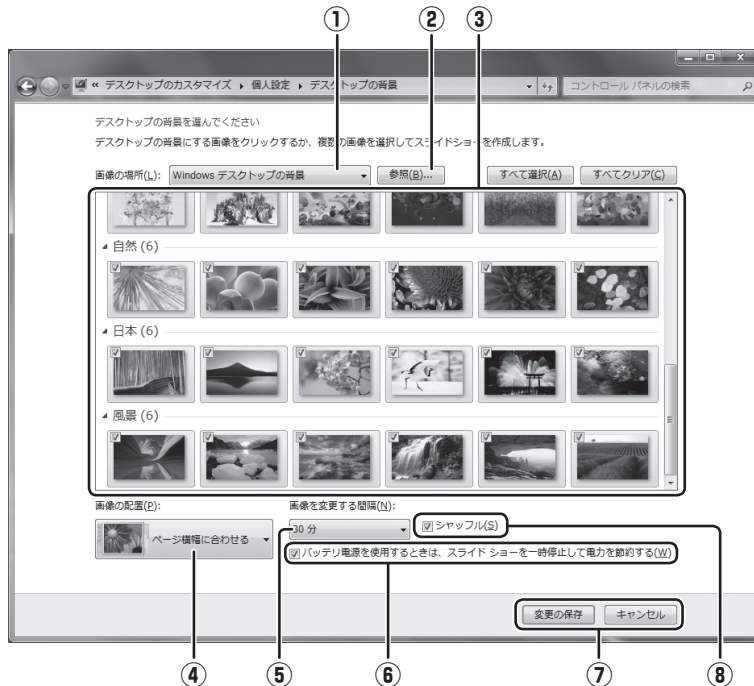 ① ② ③
« デスクトップのカスタマイズ ▸ 個人設定 ▸ デスクトップの背景
コントロール パネルの検索
デスクトップの背景を選んでください
デスクトップの背景にする画像をクリックするか、複数の画像を選択してスライドショーを作成します。
画像の場所(L): Windows デスクトップの背景 参照(B)... すべて選択(A) すべてクリア(C)
自然 (6)
日本 (6)
風景 (6)
画像の配置(P): 画像を変更する間隔(N):
ページ横幅に合わせる 30 分 シャッフル(S)
バッテリ電源を使用するときは、スライド ショーを一時停止して電力を節約する(W)
変更の保存 キャンセル
④ ⑤ ⑥ ⑦ ⑧